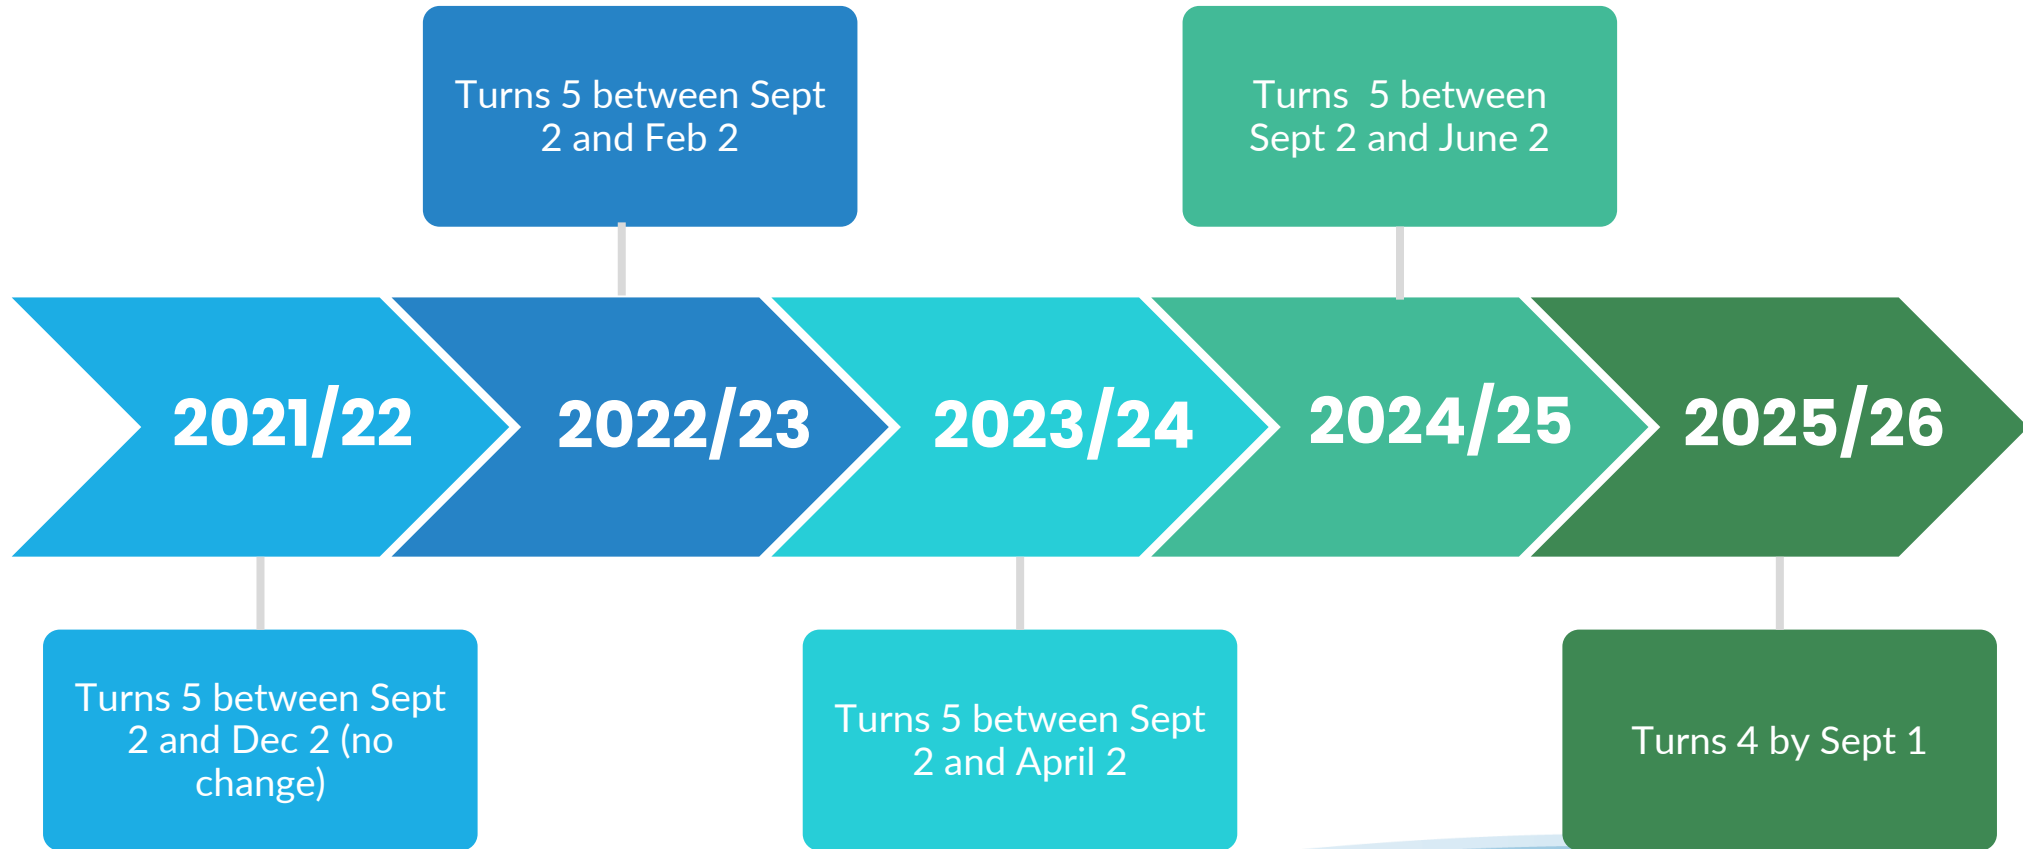 Turns 5 between Sept
2 and Feb 2
Turns  5 between
Sept 2 and June 2
2021/22
2022/23
2023/24
2024/25
2025/26
Turns 5 between Sept
2 and Dec 2 (no
change)
Turns 5 between Sept
2 and April 2
Turns 4 by Sept 1